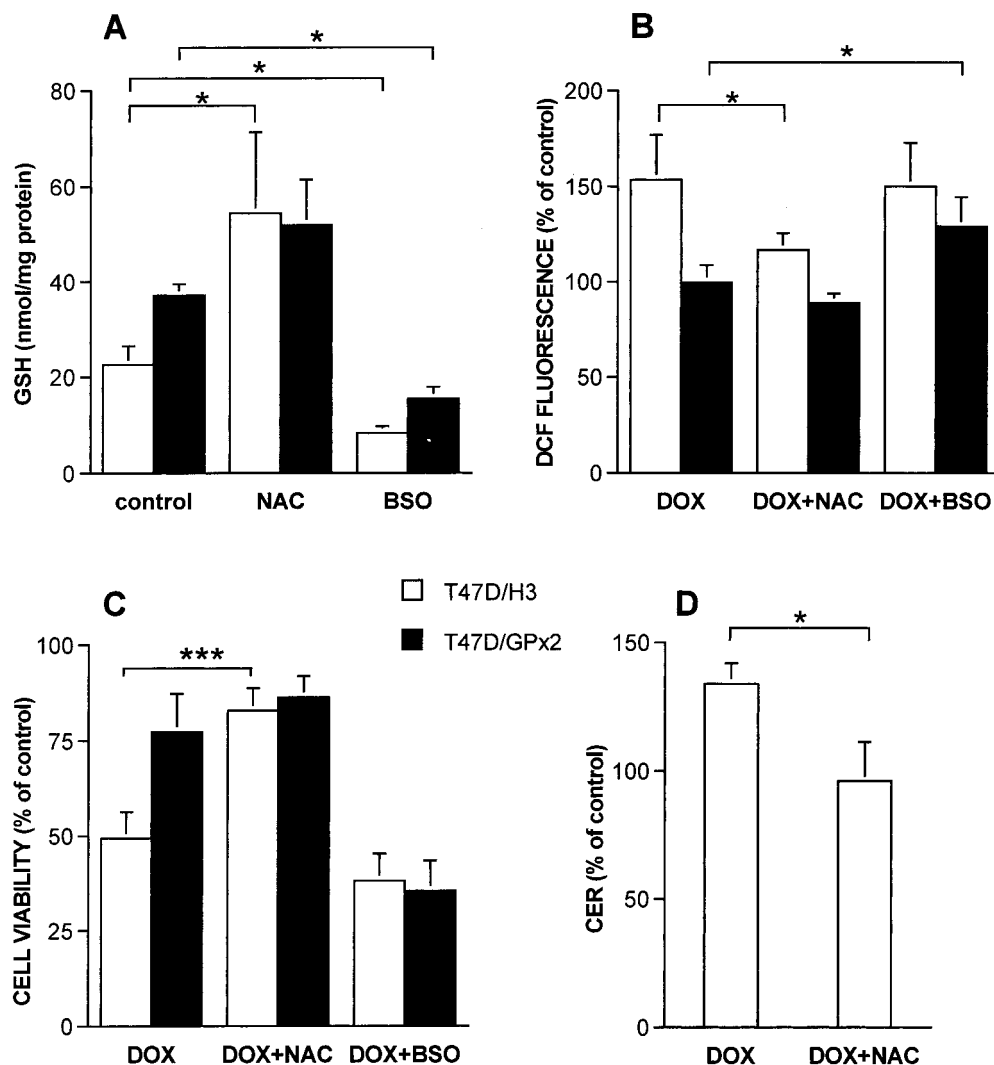 A
*
*
*
80
60
40
20
0
GSH (nmol/mg protein)
control NAC BSO
B
*
*
200
150
100
50
0
DCF FLUORESCENCE (% of control)
DOX DOX+NAC DOX+BSO
C
***
100
75
50
25
0
CELL VIABILITY (% of control)
DOX DOX+NAC DOX+BSO
T47D/H3
T47D/GPx2
D
*
150
100
50
0
CER (% of control)
DOX DOX+NAC